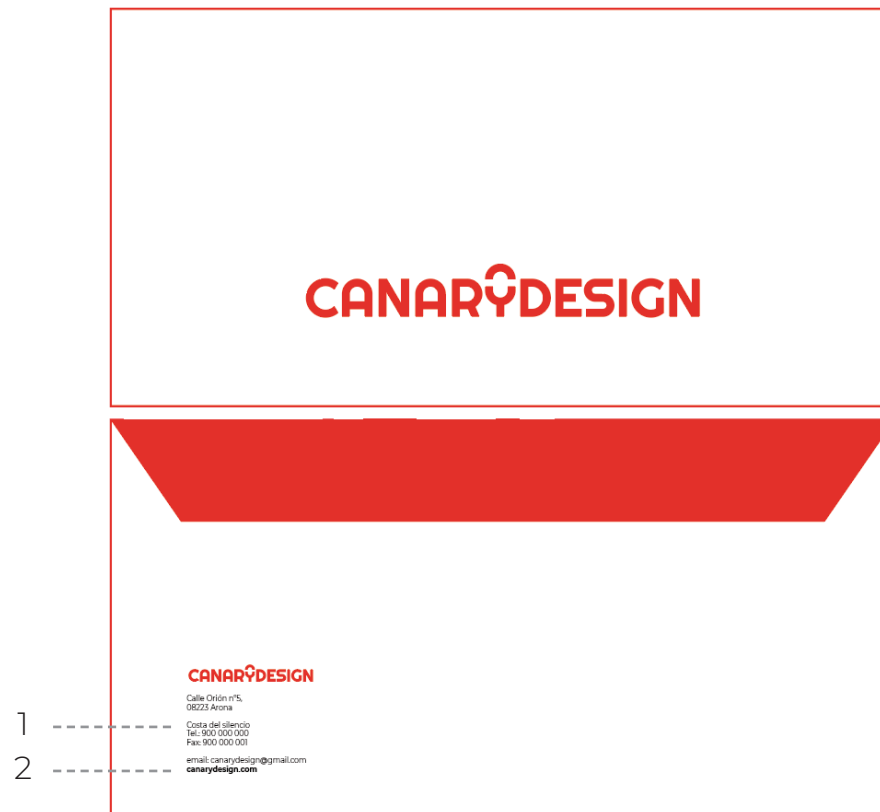 CANARYDESIGN
CANARYDESIGN
Calle Orión nº5,
08223 Arona
Costa del silencio
Tel.: 900 000 000
Fax: 900 000 001
email: canarydesign@gmail.com
canarydesign.com
1
2